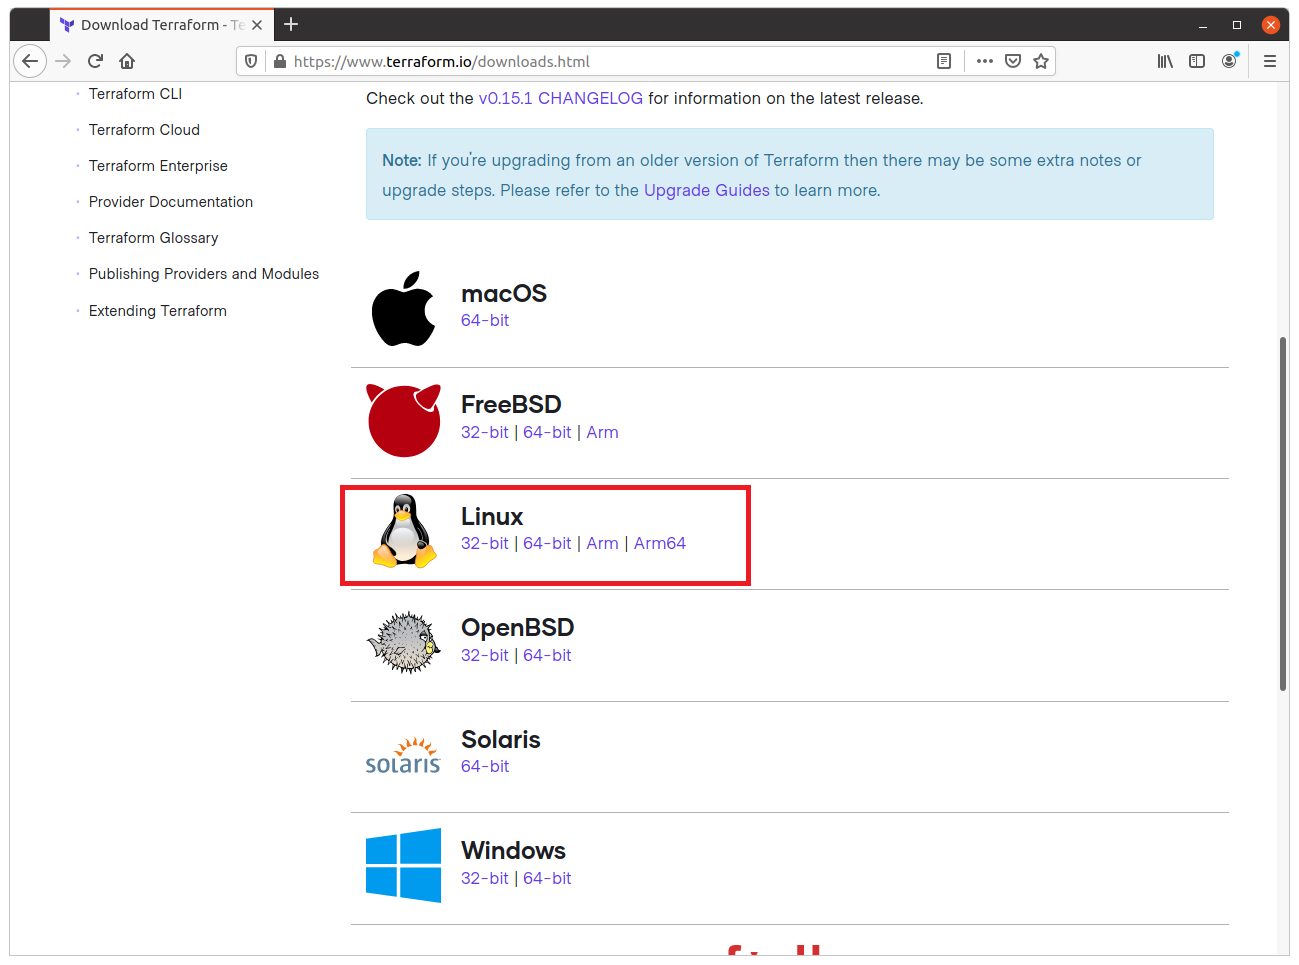 Download Terraform - Te
https://www.terraform.io/downloads.html
Terraform CLI
Terraform Cloud
Terraform Enterprise
Provider Documentation
Terraform Glossary
Publishing Providers and Modules
Extending Terraform
Check out the v0.15.1 CHANGELOG for information on the latest release.
Note: If you're upgrading from an older version of Terraform then there may be some extra notes or
upgrade steps. Please refer to the Upgrade Guides to learn more.
macOS
64-bit
FreeBSD
32-bit | 64-bit | Arm
Linux
32-bit | 64-bit | Arm | Arm64
OpenBSD
32-bit | 64-bit
solaris
Solaris
64-bit
Windows
32-bit | 64-bit